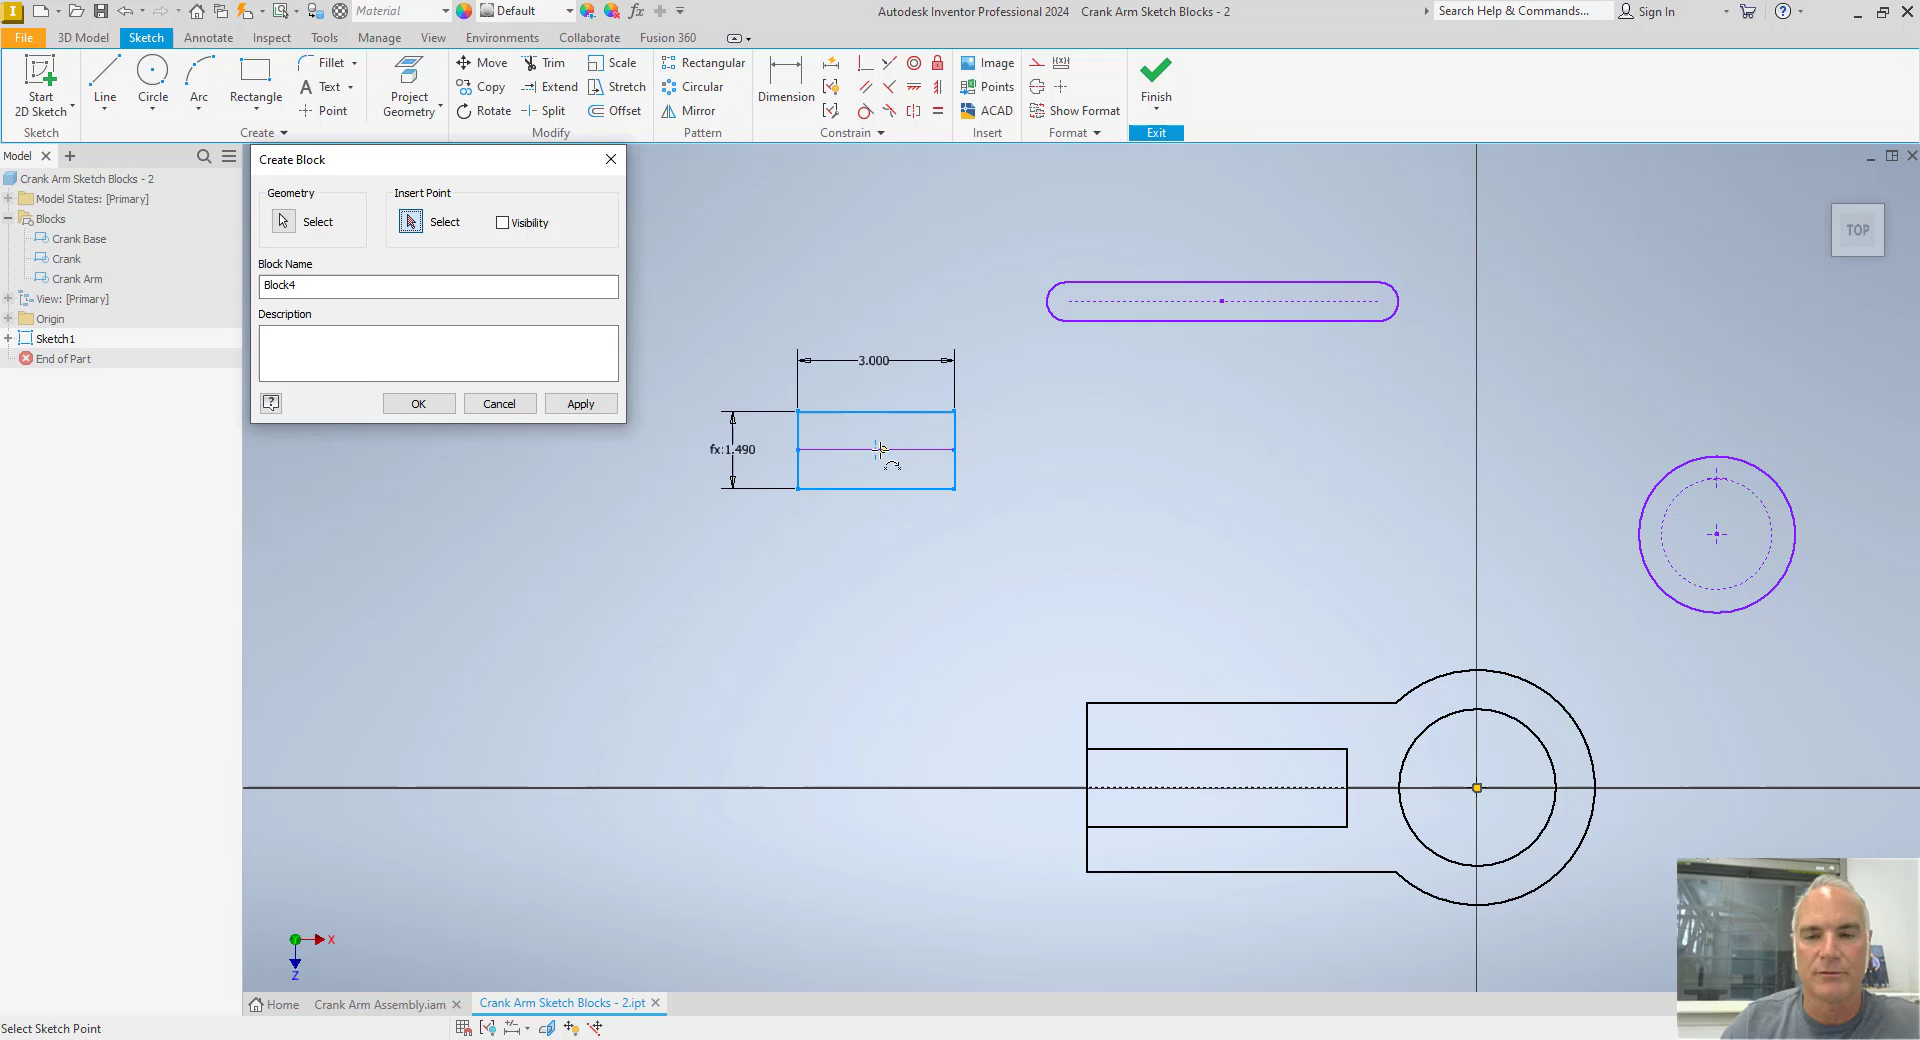 Material
Default
fx
Autodesk Inventor Professional 2024 Crank Arm Sketch Blocks - 2
Search Help & Commands...
Sign In
File
3D Model
Sketch
Annotate
Inspect
Tools
Manage
View
Environments
Collaborate
Fusion 360
Start
2D Sketch
Line
Circle
Arc
Rectangle
Fillet
Text
Point
Project
Geometry
Move
Copy
Rotate
Trim
Extend
Split
Scale
Stretch
Offset
Rectangular
Circular
Mirror
Dimension
Image
Points
ACAD
Show Format
Finish
Sketch
Create
Modify
Pattern
Constrain
Insert
Format
Exit
Model
Crank Arm Sketch Blocks - 2
Model States: [Primary]
Blocks
Crank Base
Crank
Crank Arm
View: [Primary]
Origin
Sketch1
End of Part
Create Block
Geometry
Select
Insert Point
Select
Visibility
Block Name
Block4
Description
OK
Cancel
Apply
TOP
3.000
fx:1.490
X
Z
Home
Crank Arm Assembly.iam
Crank Arm Sketch Blocks - 2.ipt
Select Sketch Point